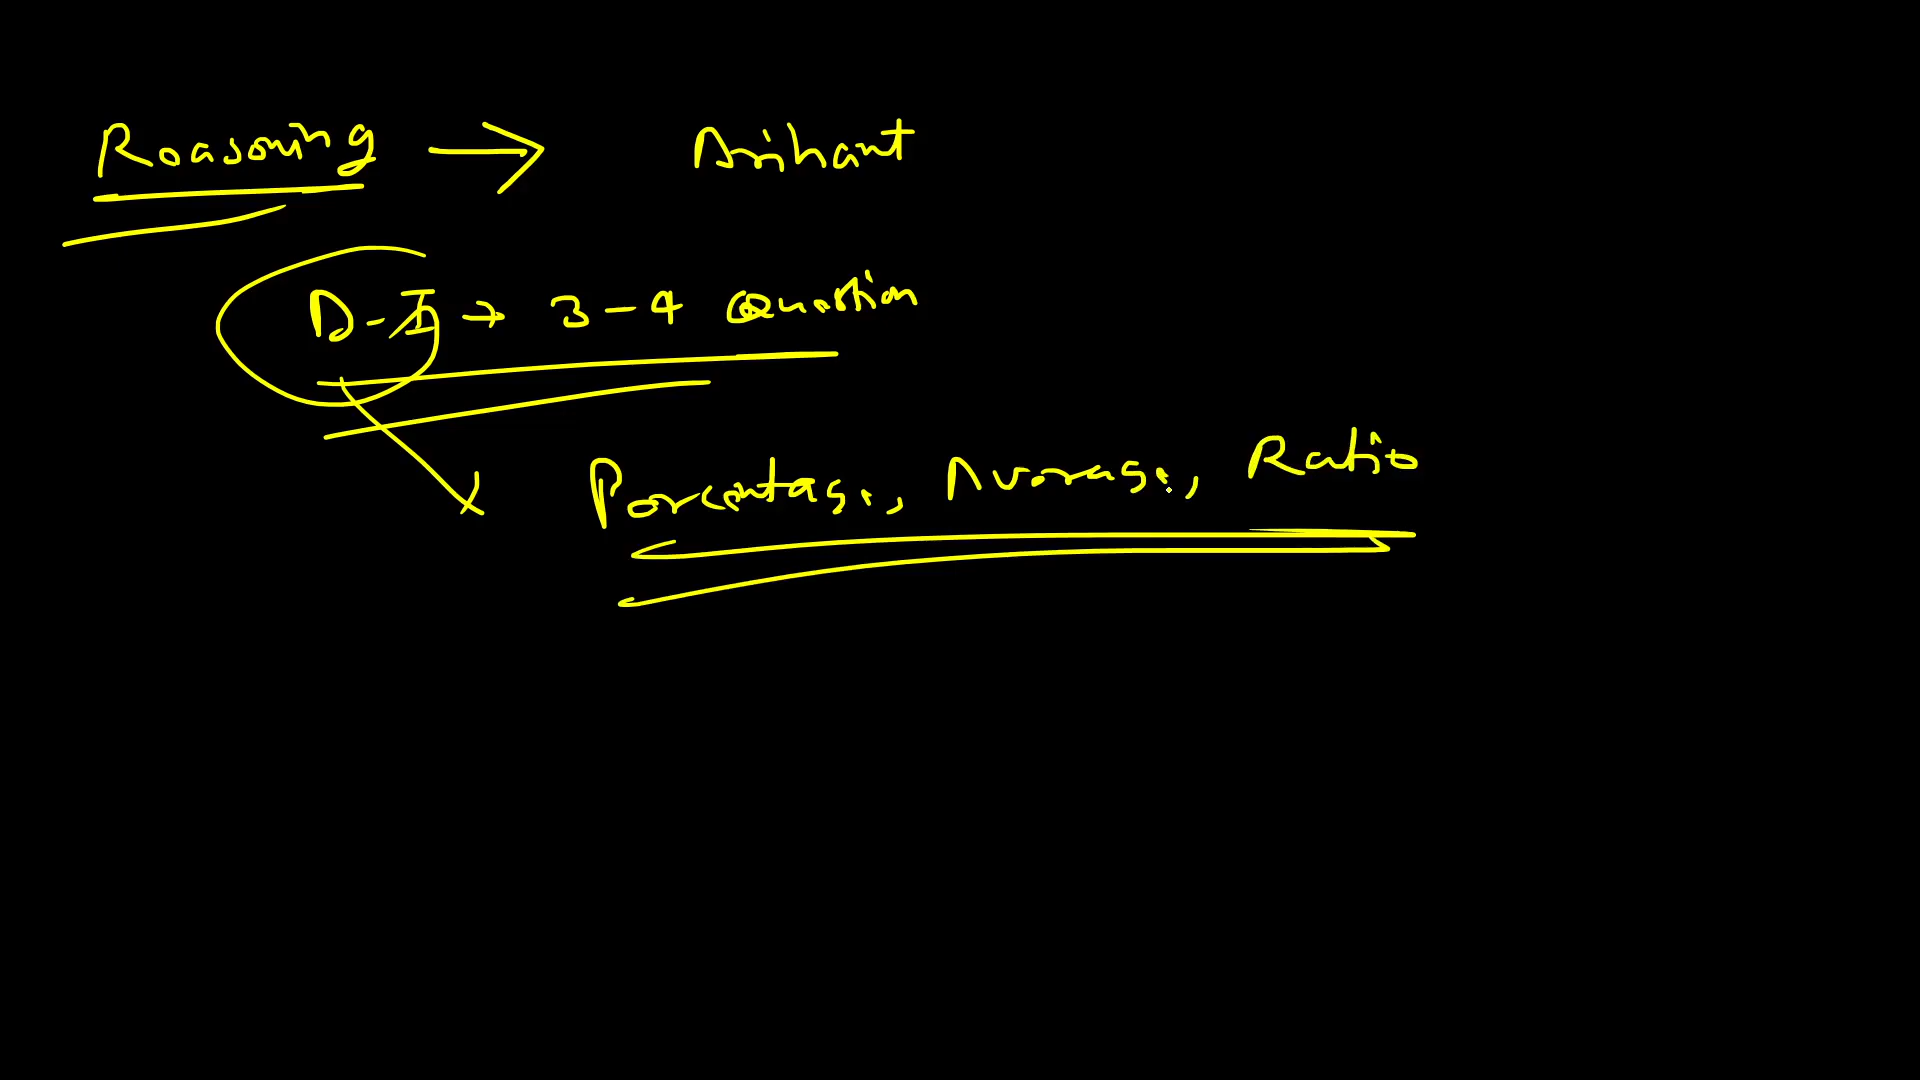 Reasoning → Arihant
D-I → 3-4 Question
Percentage, Average, Ratio